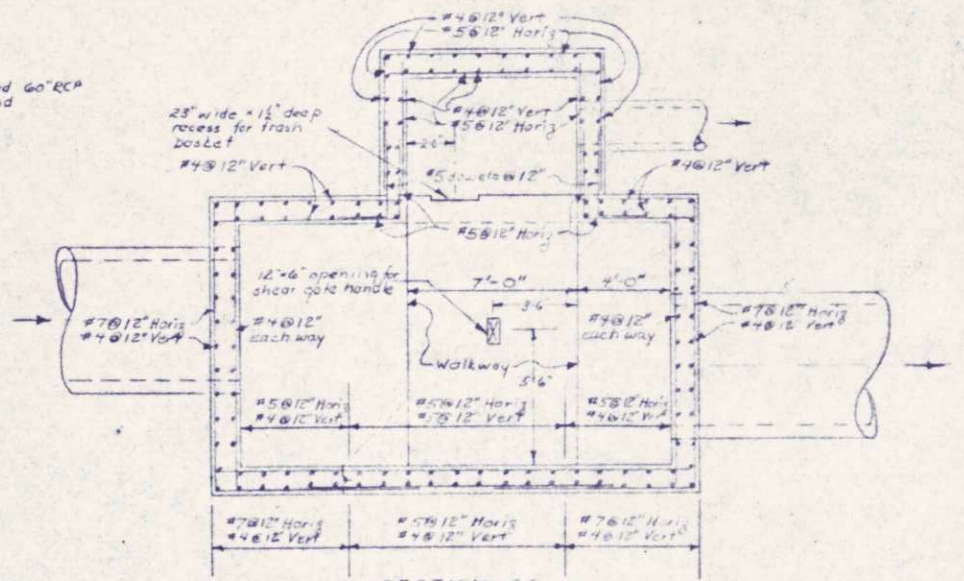 #4@12" Vert
#5@12" Horiz
ed 60" RCP
23" wide x 1½" deep
recess for trash
basket
#4@12" Vert
#5@12" Horiz
2'-0"
#4@12" Vert
#4@12" Vert
#5 dowels@12"
#5@12" Horiz
12"x6" opening for
shear gate handle
7'-0"
4'-0"
3'-6"
#7@12" Horiz
#4@12" Vert
#4@12"
each way
#4@12"
each way
#7@12" Horiz
#4@12" Vert
Walkway
5'-6"
#5@12" Horiz
#4@12" Vert
#5@12" Horiz
#5@12" Vert
#5@12" Horiz
#4@12" Vert
#7@12" Horiz
#4@12" Vert
#5@12" Horiz
#4@12" Vert
#7@12" Horiz
#4@12" Vert